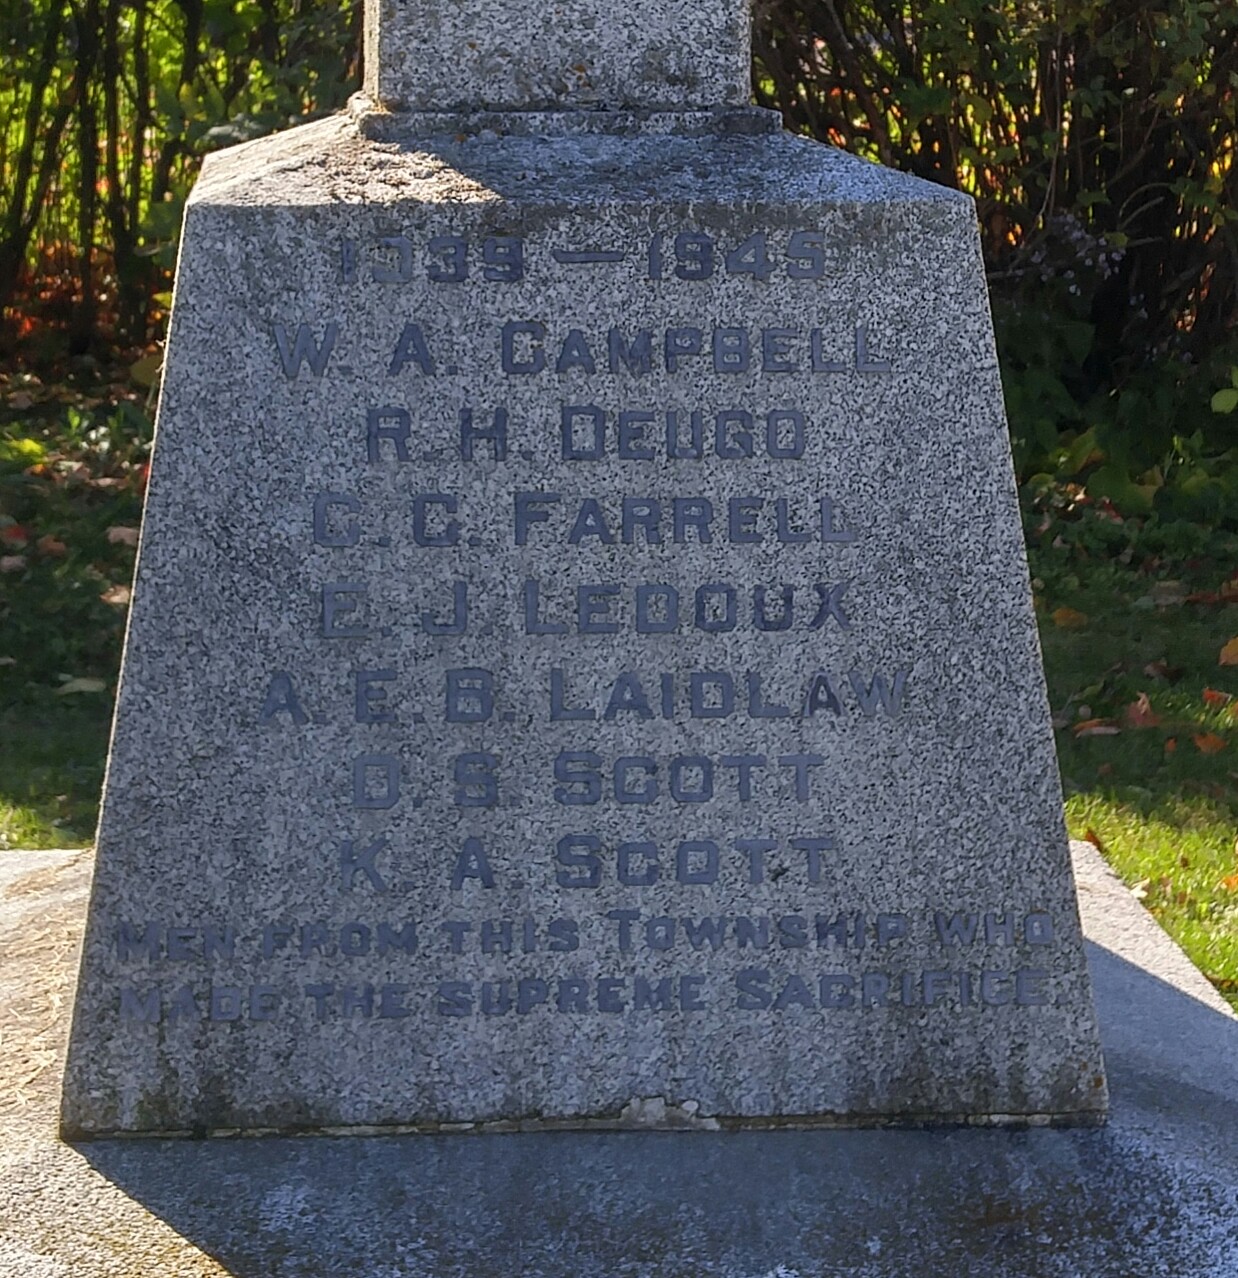 1939 — 1945
W. A. CAMPBELL
R. H. DEUGO
C. C. FARRELL
E. J. LEDOUX
A. E. B. LAIDLAW
D. S. SCOTT
K. A. SCOTT
MEN FROM THIS TOWNSHIP WHO
MADE THE SUPREME SACRIFICE.